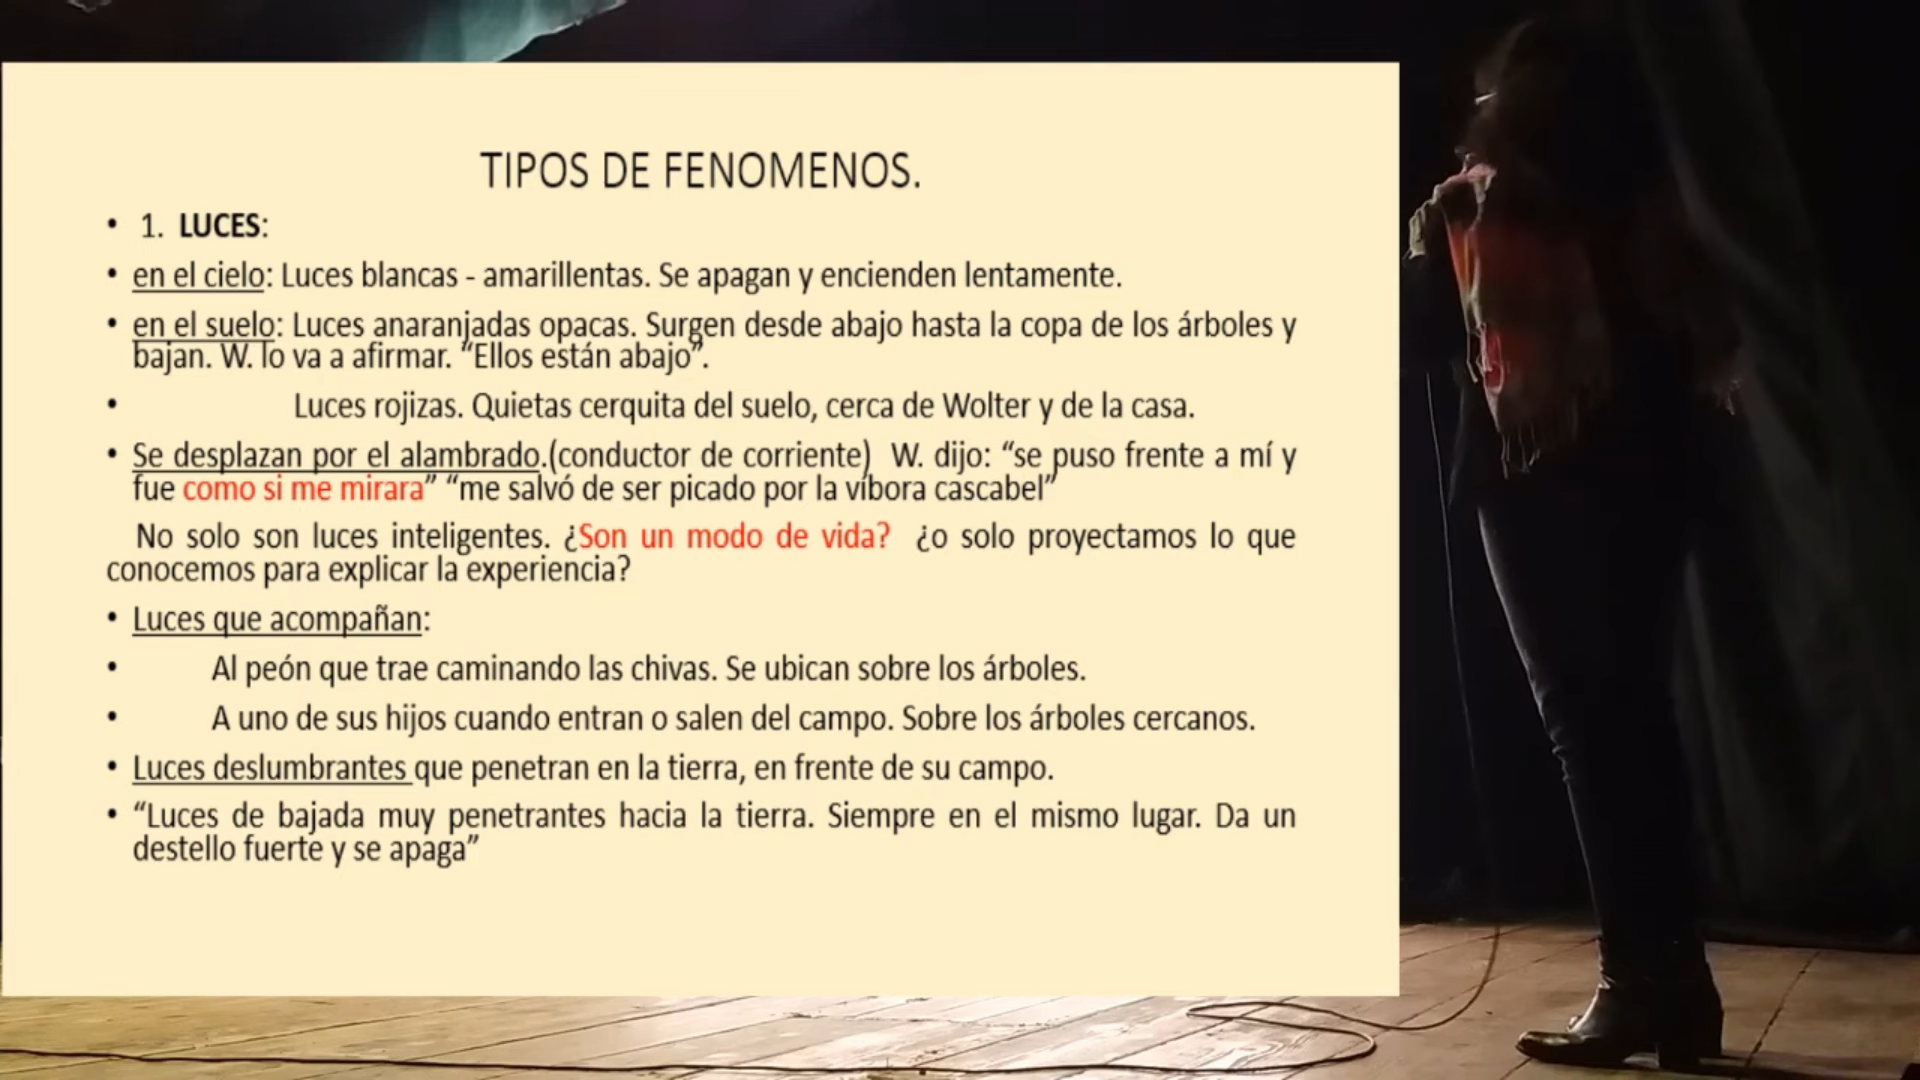 TIPOS DE FENOMENOS.
• 1. LUCES:
• en el cielo: Luces blancas - amarillentas. Se apagan y encienden lentamente.
• en el suelo: Luces anaranjadas opacas. Surgen desde abajo hasta la copa de los árboles y
bajan. W. lo va a afirmar. “Ellos están abajo”.
• Luces rojizas. Quietas cerquita del suelo, cerca de Wolter y de la casa.
• Se desplazan por el alambrado.(conductor de corriente) W. dijo: “se puso frente a mí y
fue como si me mirara” “me salvó de ser picado por la víbora cascabel”
No solo son luces inteligentes. ¿Son un modo de vida? ¿o solo proyectamos lo que
conocemos para explicar la experiencia?
• Luces que acompañan:
• Al peón que trae caminando las chivas. Se ubican sobre los árboles.
• A uno de sus hijos cuando entran o salen del campo. Sobre los árboles cercanos.
• Luces deslumbrantes que penetran en la tierra, en frente de su campo.
• “Luces de bajada muy penetrantes hacia la tierra. Siempre en el mismo lugar. Da un
destello fuerte y se apaga”